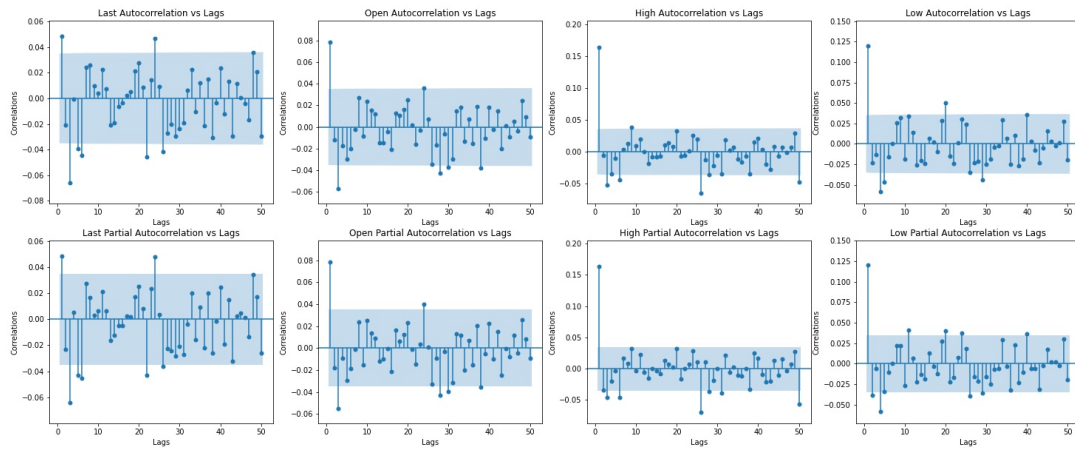 Last Autocorrelation vs Lags
Correlations
0.06
0.04
0.02
0.00
−0.02
−0.04
−0.06
−0.08
0 10 20 30 40 50
Lags
Open Autocorrelation vs Lags
Correlations
0.08
0.06
0.04
0.02
0.00
−0.02
−0.04
−0.06
0 10 20 30 40 50
Lags
High Autocorrelation vs Lags
Correlations
0.20
0.15
0.10
0.05
0.00
−0.05
0 10 20 30 40 50
Lags
Low Autocorrelation vs Lags
Correlations
0.150
0.125
0.100
0.075
0.050
0.025
0.000
−0.025
−0.050
0 10 20 30 40 50
Lags
Last Partial Autocorrelation vs Lags
Correlations
0.06
0.04
0.02
0.00
−0.02
−0.04
−0.06
0 10 20 30 40 50
Lags
Open Partial Autocorrelation vs Lags
Correlations
0.08
0.06
0.04
0.02
0.00
−0.02
−0.04
−0.06
0 10 20 30 40 50
Lags
High Partial Autocorrelation vs Lags
Correlations
0.20
0.15
0.10
0.05
0.00
−0.05
0 10 20 30 40 50
Lags
Low Partial Autocorrelation vs Lags
Correlations
0.150
0.125
0.100
0.075
0.050
0.025
0.000
−0.025
−0.050
0 10 20 30 40 50
Lags